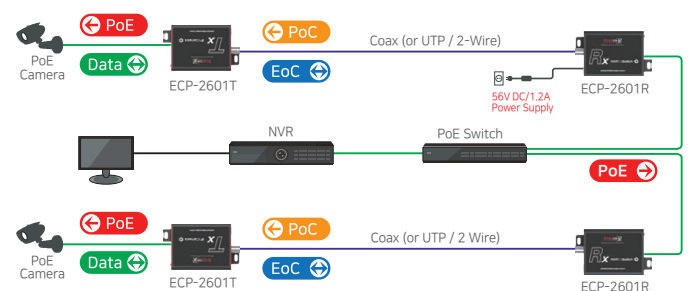 PoE
PoC
PoE
Camera
Data
EoC
ECP-2601T
Coax (or UTP / 2-Wire)
Rx
ECP-2601R
56V DC/1.2A
Power Supply
NVR
PoE Switch
PoE
PoE
PoC
PoE
Camera
Data
EoC
ECP-2601T
Coax (or UTP / 2 Wire)
Rx
ECP-2601R